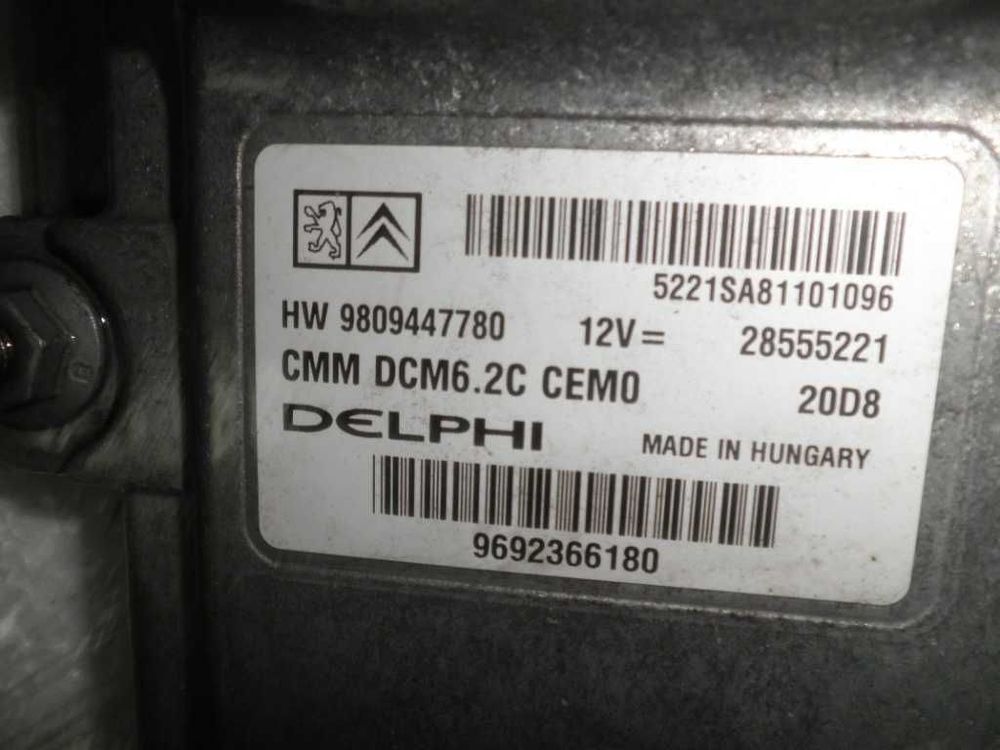 5221SA81101096
HW 9809447780 12V= 28555221
CMM DCM6.2C CEM0 20D8
DELPHI MADE IN HUNGARY
9692366180